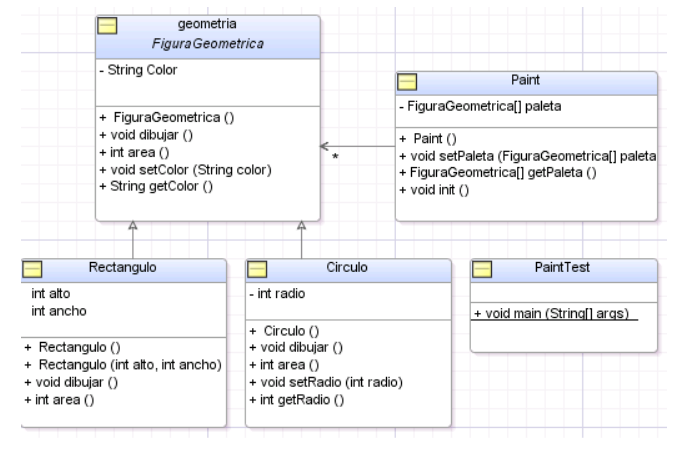 geometria
FiguraGeometrica
- String Color
+ FiguraGeometrica ()
+ void dibujar ()
+ int area ()
+ void setColor (String color)
+ String getColor ()
Paint
- FiguraGeometrica[] paleta
+ Paint ()
+ void setPaleta (FiguraGeometrica[] paleta
+ FiguraGeometrica[] getPaleta ()
+ void init ()
*
Rectangulo
int alto
int ancho
+ Rectangulo ()
+ Rectangulo (int alto, int ancho)
+ void dibujar ()
+ int area ()
Circulo
- int radio
+ Circulo ()
+ void dibujar ()
+ int area ()
+ void setRadio (int radio)
+ int getRadio ()
PaintTest
+ void main (String[] args)